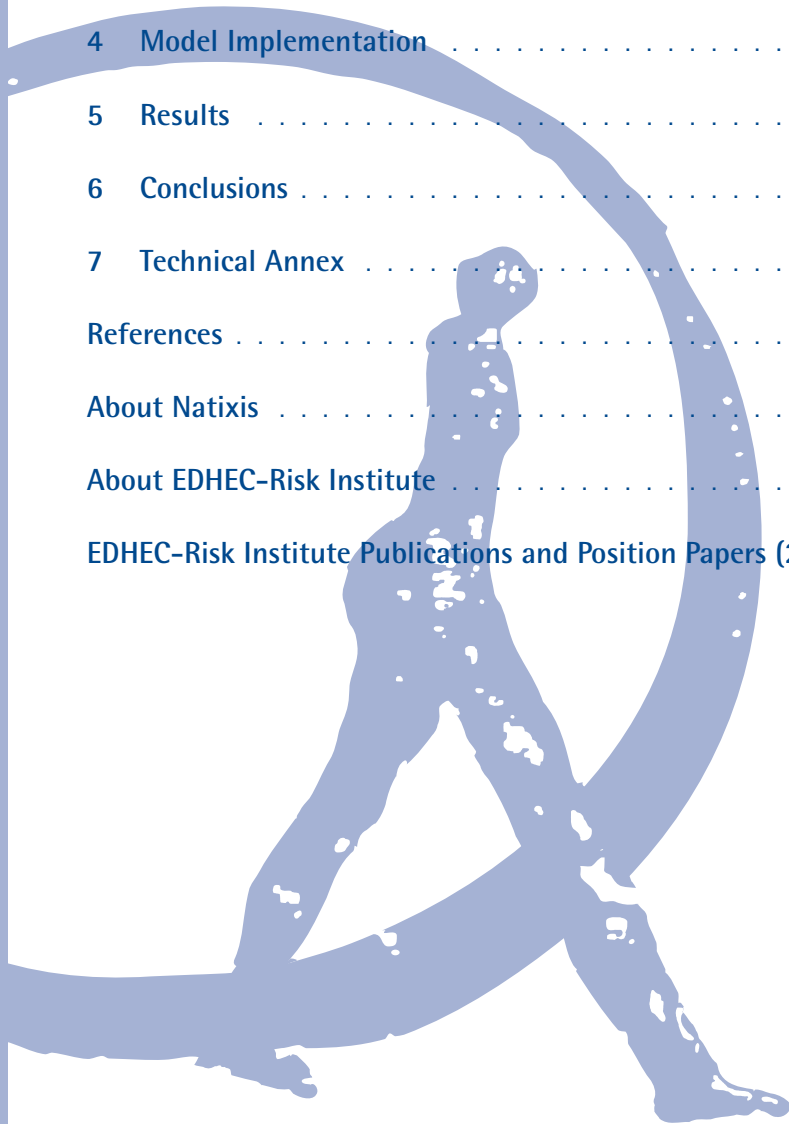 4 Model Implementation . . . . . . . . . . . . . . . .
5 Results . . . . . . . . . . . . . . . . . . . . . . .
6 Conclusions . . . . . . . . . . . . . . . . . . . . .
7 Technical Annex . . . . . . . . . . . . . . . . . . .
References . . . . . . . . . . . . . . . . . . . . . . . .
About Natixis . . . . . . . . . . . . . . . . . . . . . .
About EDHEC-Risk Institute . . . . . . . . . . . . . . . .
EDHEC-Risk Institute Publications and Position Papers (2